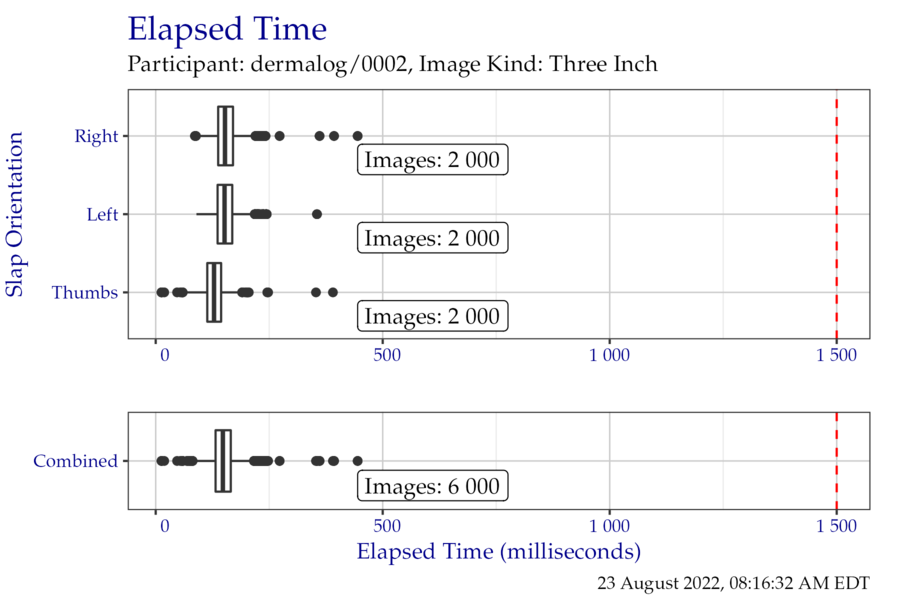 Elapsed Time
Participant: dermalog/0002, Image Kind: Three Inch
Slap Orientation
Right
Images: 2 000
Left
Images: 2 000
Thumbs
Images: 2 000
0 500 1 000 1 500
Combined
Images: 6 000
0 500 1 000 1 500
Elapsed Time (milliseconds)
23 August 2022, 08:16:32 AM EDT